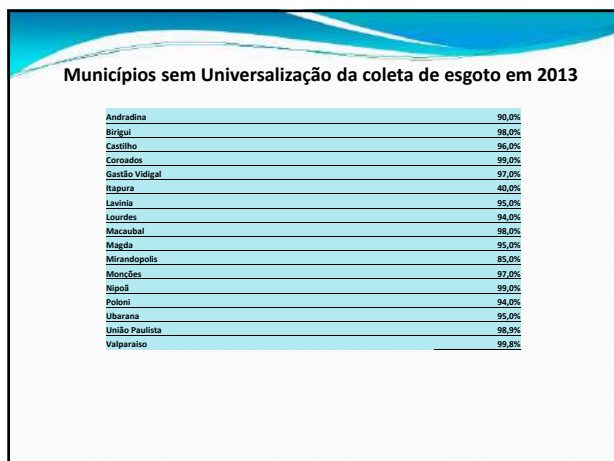 Municípios sem Universalização da coleta de esgoto em 2013
Andradina 90,0%
Birigui 98,0%
Castilho 96,0%
Coroados 99,0%
Gastão Vidigal 97,0%
Itapura 40,0%
Lavinia 95,0%
Lourdes 94,0%
Macaubal 98,0%
Magda 95,0%
Mirandopolis 85,0%
Monções 97,0%
Nipoã 99,0%
Poloni 94,0%
Ubarana 95,0%
União Paulista 98,9%
Valparaiso 99,8%